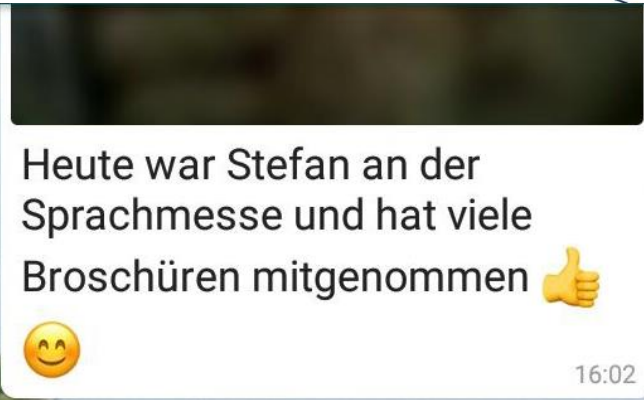 Heute war Stefan an der
Sprachmesse und hat viele
Broschüren mitgenommen 👍
😊
16:02